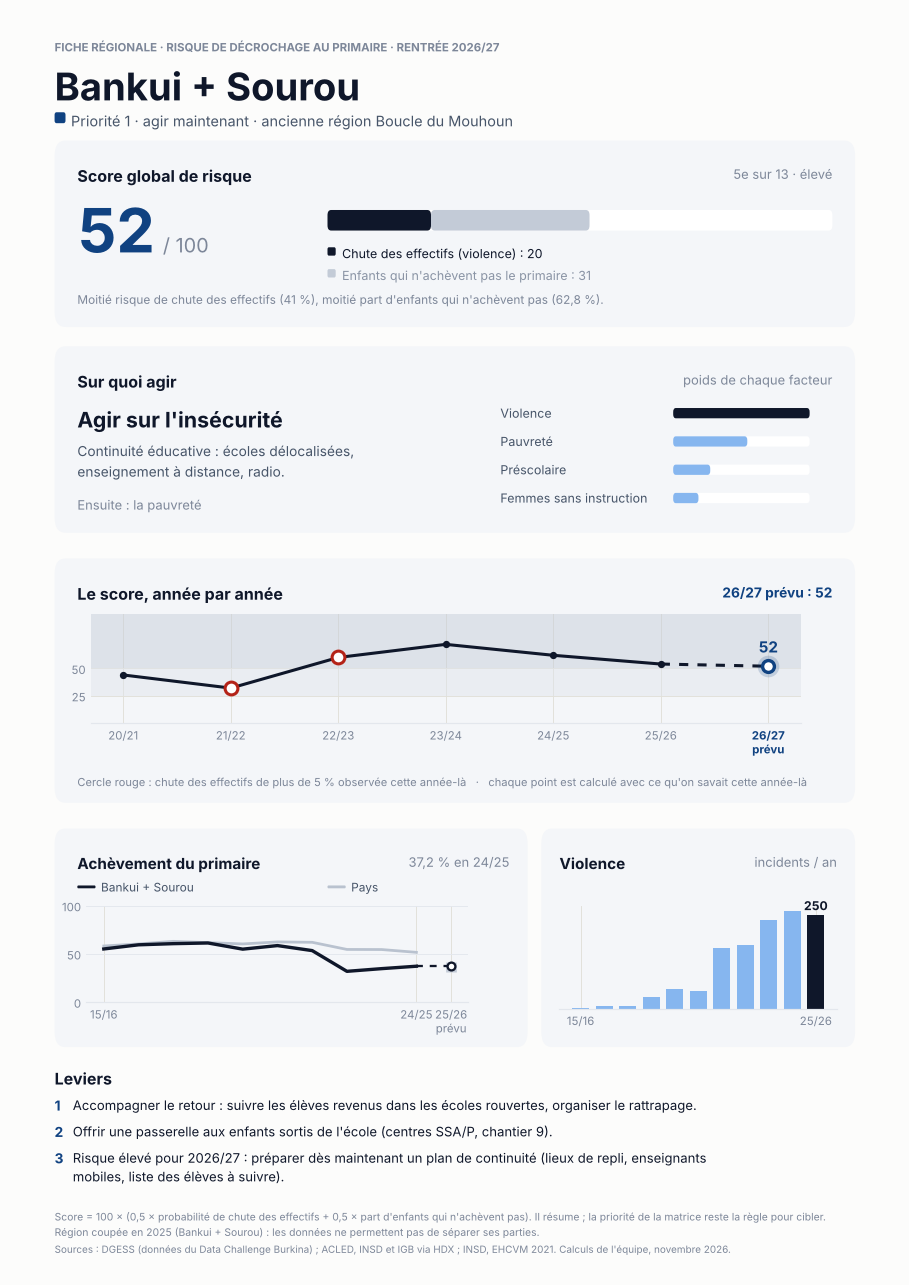 FICHE RÉGIONALE · RISQUE DE DÉCROCHAGE AU PRIMAIRE · RENTRÉE 2026/27
Bankui + Sourou
Priorité 1 · agir maintenant · ancienne région Boucle du Mouhoun
Score global de risque
5e sur 13 · élevé
52 / 100
Chute des effectifs (violence) : 20
Enfants qui n'achèvent pas le primaire : 31
Moitié risque de chute des effectifs (41 %), moitié part d'enfants qui n'achèvent pas (62,8 %).
Sur quoi agir
poids de chaque facteur
Agir sur l'insécurité
Continuité éducative : écoles délocalisées,
enseignement à distance, radio.
Ensuite : la pauvreté
Violence
Pauvreté
Préscolaire
Femmes sans instruction
Le score, année par année
26/27 prévu : 52
52
50
25
20/21 21/22 22/23 23/24 24/25 25/26 26/27
prévu
Cercle rouge : chute des effectifs de plus de 5 % observée cette année-là · chaque point est calculé avec ce qu'on savait cette année-là
Achèvement du primaire
37,2 % en 24/25
Bankui + Sourou
Pays
100
50
0
15/16 24/25 25/26
prévu
Violence
incidents / an
250
15/16 25/26
Leviers
1 Accompagner le retour : suivre les élèves revenus dans les écoles rouvertes, organiser le rattrapage.
2 Offrir une passerelle aux enfants sortis de l'école (centres SSA/P, chantier 9).
3 Risque élevé pour 2026/27 : préparer dès maintenant un plan de continuité (lieux de repli, enseignants
mobiles, liste des élèves à suivre).
Score = 100 × (0,5 × probabilité de chute des effectifs + 0,5 × part d'enfants qui n'achèvent pas). Il résume ; la priorité de la matrice reste la règle pour cibler.
Région coupée en 2025 (Bankui + Sourou) : les données ne permettent pas de séparer ses parties.
Sources : DGESS (données du Data Challenge Burkina) ; ACLED, INSD et IGB via HDX ; INSD, EHCVM 2021. Calculs de l'équipe, novembre 2026.